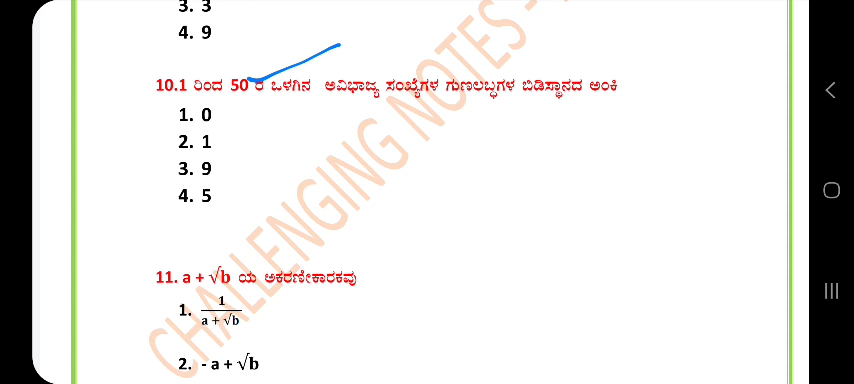 3. 3
4. 9
10.1 ರಿಂದ 50 ರ ಒಳಗಿನ ಅವಿಭಾಜ್ಯ ಸಂಖ್ಯೆಗಳ ಗುಣಲಬ್ಧಗಳ ಬಿಡಿಸ್ಥಾನದ ಅಂಕಿ
1. 0
2. 1
3. 9
4. 5
11. a + √b ಯ ಅಕರಣೀಕಾರಕವು
1. 1/(a + √b)
2. - a + √b
CHALLENGING NOTES -